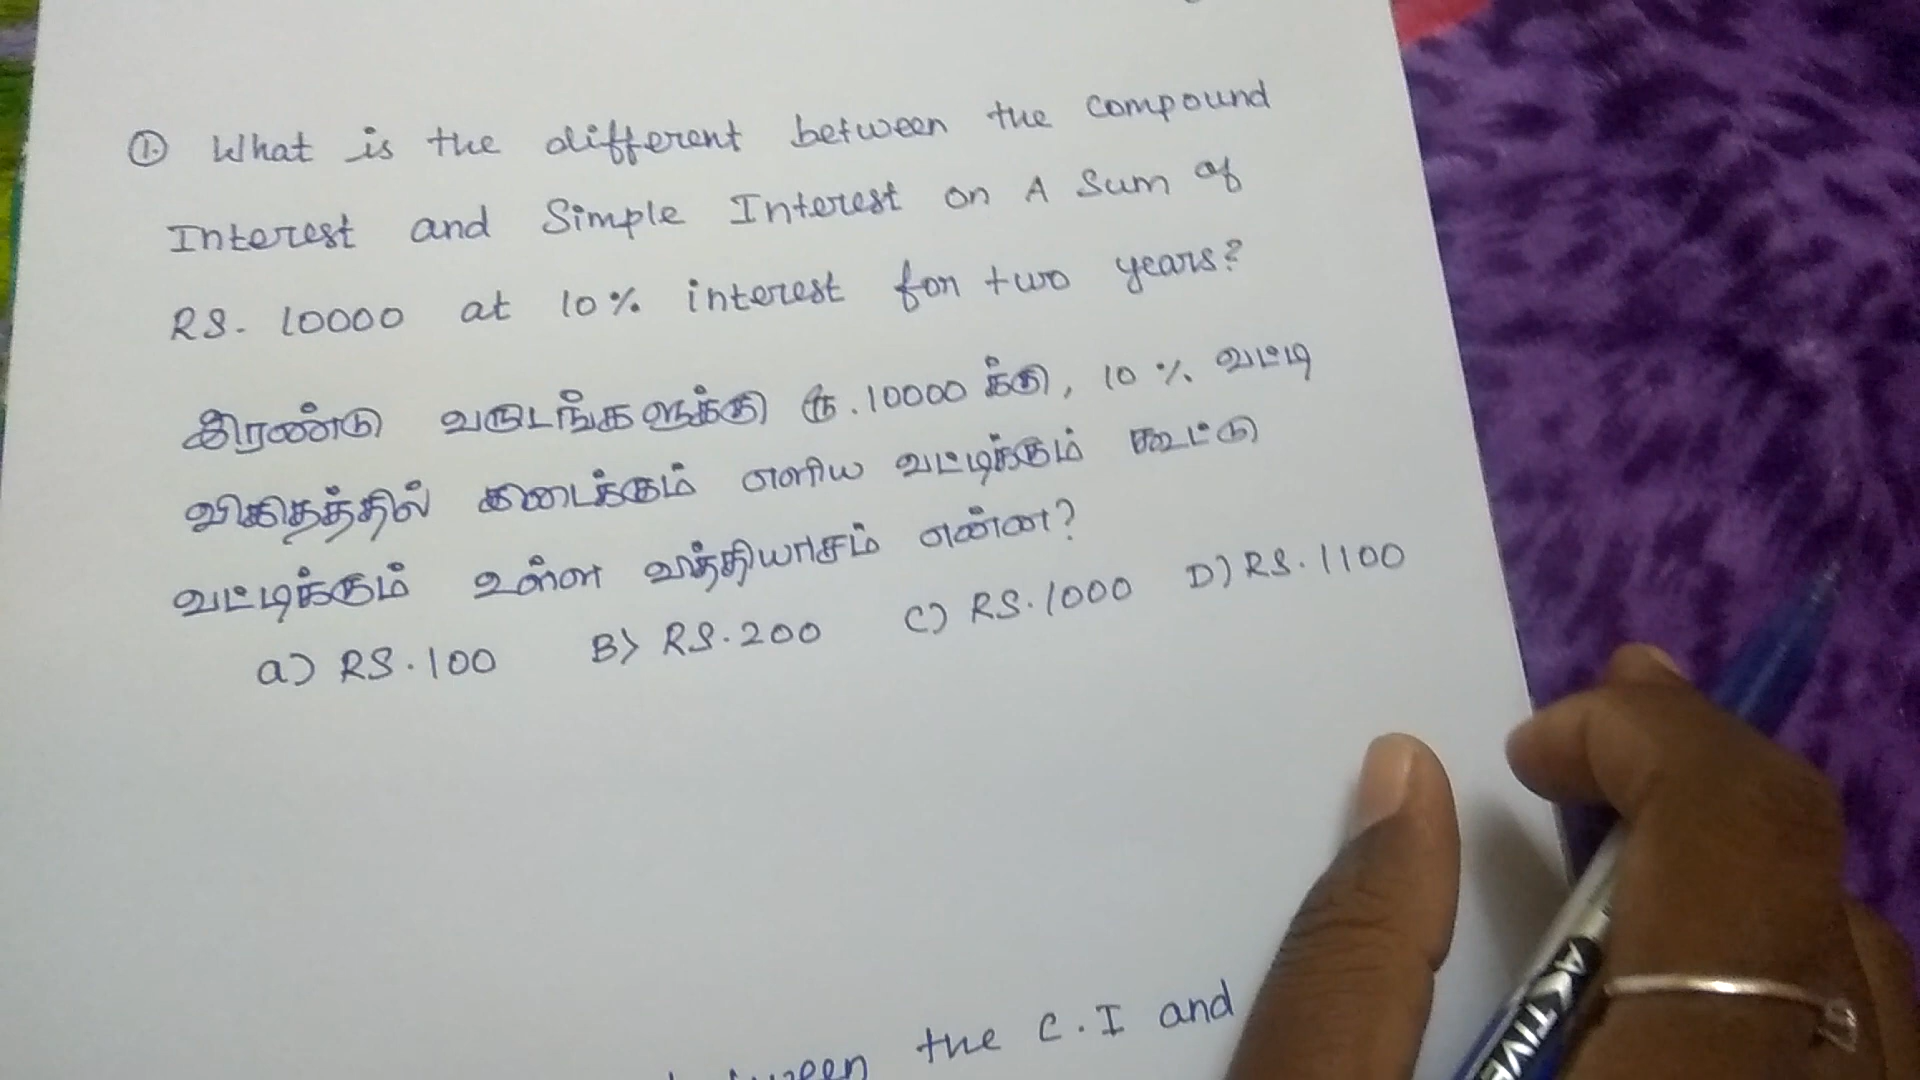 ① What is the different between the compound
Interest and Simple Interest on A Sum of
RS. 10000 at 10% interest for two years?
இரண்டு வருடங்களுக்கு ரூ.10000 க்கு, 10 % வட்டி
விகிதத்தில் கிடைக்கும் எளிய வட்டிக்கும் கூட்டு
வட்டிக்கும் உள்ள வித்தியாசம் என்ன?
a) RS.100 B) RS.200 C) RS.1000 D) RS.1100
the C.I and